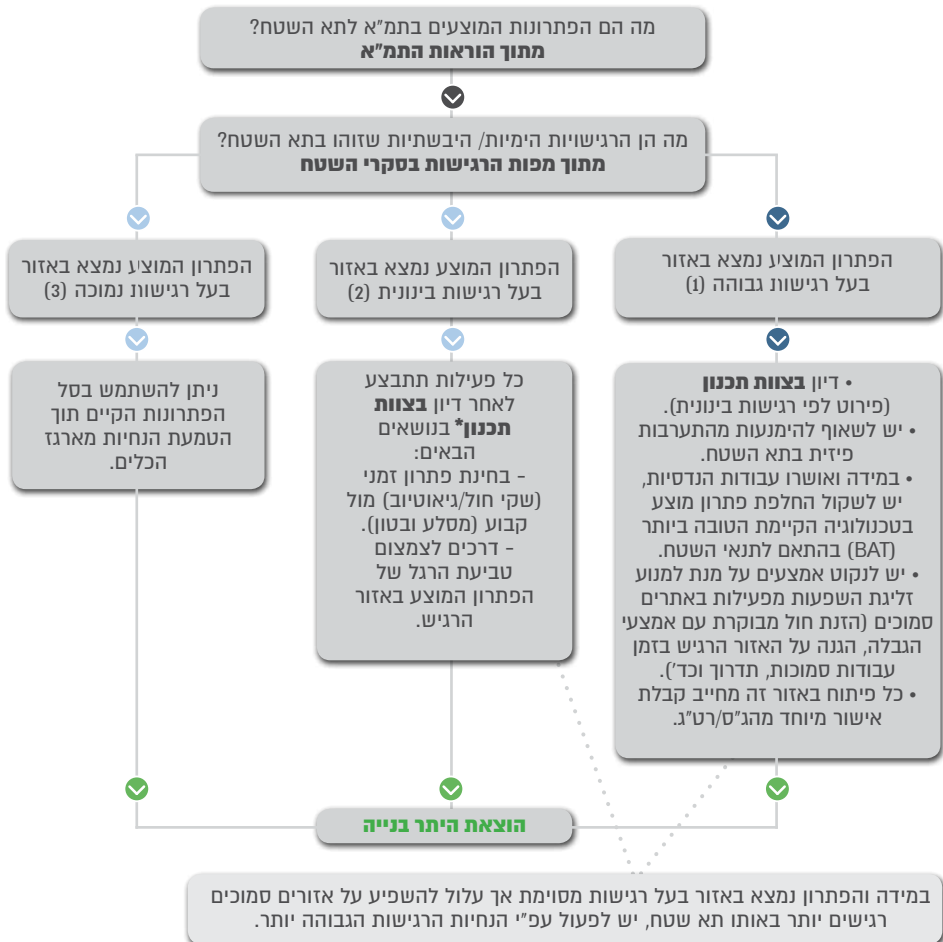 מה הם הפתרונות המוצעים בתמ"א לתא השטח?
מתוך הוראות התמ"א
מה הן הרגישויות הימיות/ היבשתיות שזוהו בתא השטח?
מתוך מפות הרגישות בסקרי השטח
הפתרון המוצע נמצא באזור
בעל רגישות גבוהה (1)
הפתרון המוצע נמצא באזור
בעל רגישות בינונית (2)
הפתרון המוצע נמצא באזור
בעל רגישות נמוכה (3)
• דיון בצוות תכנון
(פירוט לפי רגישות בינונית).
• יש לשאוף להימנעות מהתערבות
פיזית בתא השטח.
• במידה ואושרו עבודות הנדסיות,
יש לשקול החלפת פתרון מוצע
בטכנולוגיה הקיימת הטובה ביותר
(BAT) בהתאם לתנאי השטח.
• יש לנקוט אמצעים על מנת למנוע
זליגת השפעות מפעילות באתרים
סמוכים (הזנת חול מבוקרת עם אמצעי
הגבלה, הגנה על האזור הרגיש בזמן
עבודות סמוכות, תדרוך וכד').
• כל פיתוח באזור זה מחייב קבלת
אישור מיוחד מהג"ס/רט"ג.
כל פעילות תתבצע
לאחר דיון בצוות
תכנון* בנושאים
הבאים:
- בחינת פתרון זמני
(שקי חול/גיאוטיוב) מול
קבוע (מסלע ובטון).
- דרכים לצמצום
טביעת הרגל של
הפתרון המוצע באזור
הרגיש.
ניתן להשתמש בסל
הפתרונות הקיים תוך
הטמעת הנחיות מארגז
הכלים.
הוצאת היתר בנייה
במידה והפתרון נמצא באזור בעל רגישות מסוימת אך עלול להשפיע על אזורים סמוכים
רגישים יותר באותו תא שטח, יש לפעול עפ"י הנחיות הרגישות הגבוהה יותר.